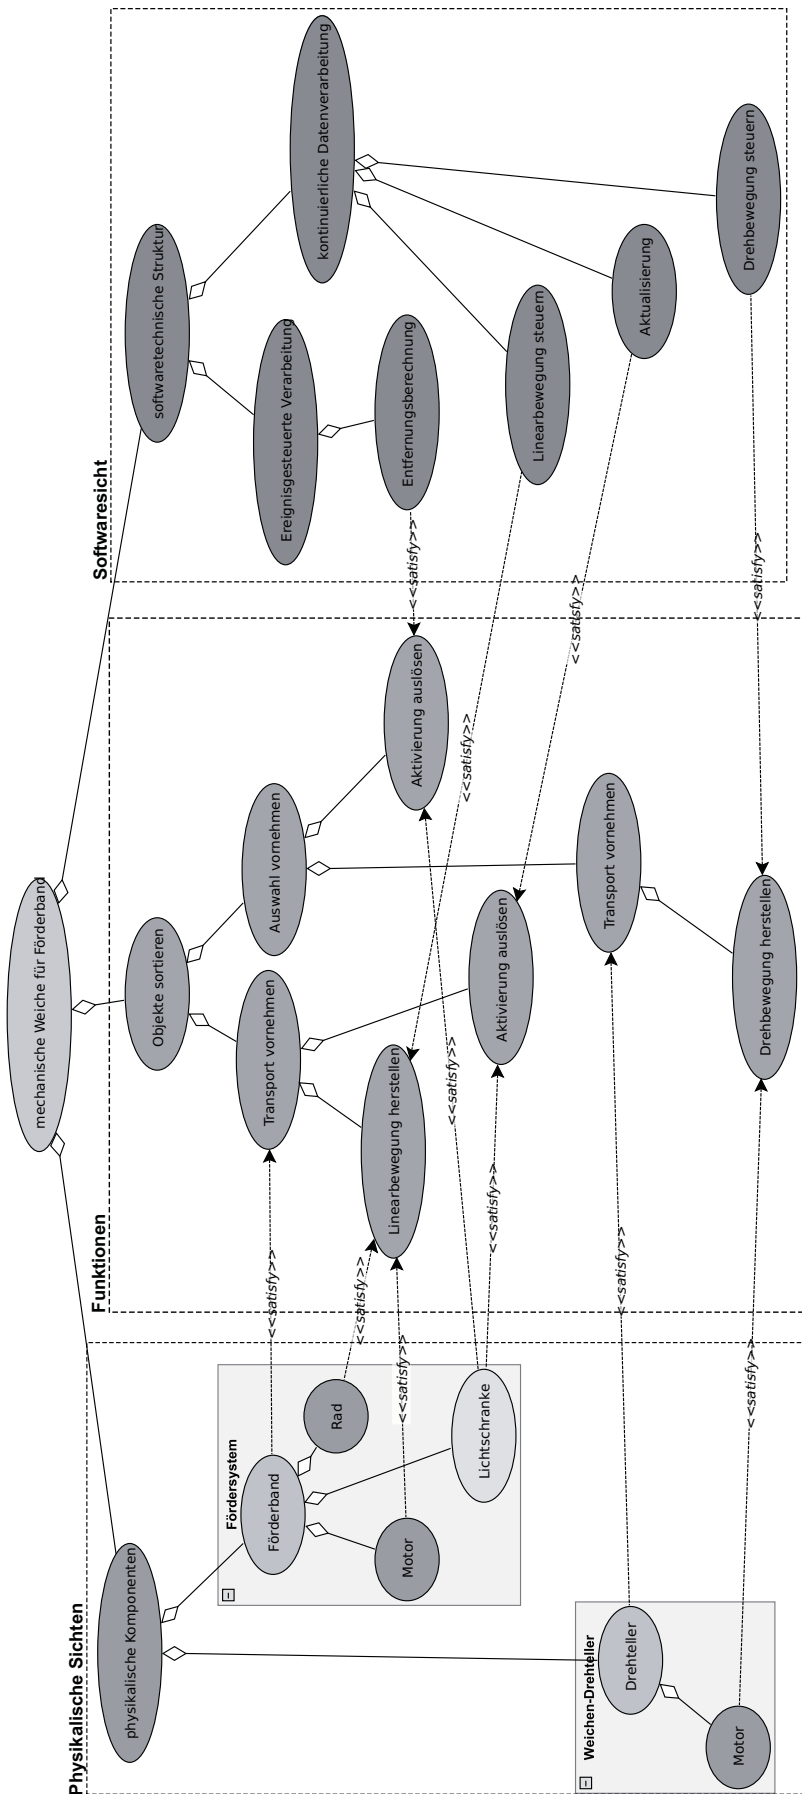 mechanische Weiche für Förderband
Physikalische Sichten
Funktionen
Softwaresicht
physikalische Komponenten
Objekte sortieren
softwaretechnische Struktur
Fördersystem
Förderband
Rad
Motor
Lichtschranke
Weichen-Drehteller
Drehteller
Motor
Transport vornehmen
Auswahl vornehmen
Linearbewegung herstellen
Aktivierung auslösen
Aktivierung auslösen
Transport vornehmen
Drehbewegung herstellen
Ereignisgesteuerte Verarbeitung
kontinuierliche Datenverarbeitung
Entfernungsberechnung
Linearbewegung steuern
Aktualisierung
Drehbewegung steuern
<<satisfy>>
<<satisfy>>
<<satisfy>>
<<satisfy>>
<<satisfy>>
<<satisfy>>
<<satisfy>>
<<satisfy>>
<<satisfy>>
<<satisfy>>
<<satisfy>>